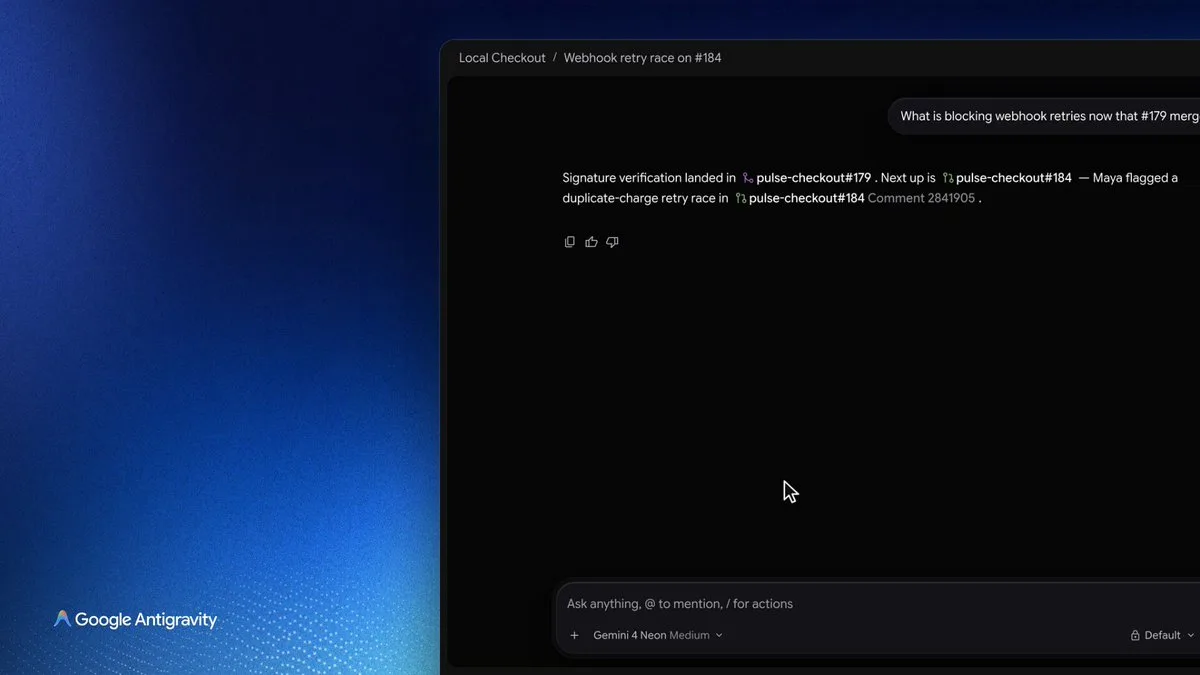 Local Checkout / Webhook retry race on #184
What is blocking webhook retries now that #179 merg
Signature verification landed in pulse-checkout#179 . Next up is pulse-checkout#184 — Maya flagged a
duplicate-charge retry race in pulse-checkout#184 Comment 2841905 .
Ask anything, @ to mention, / for actions
+ Gemini 4 Neon Medium
Default
Google Antigravity